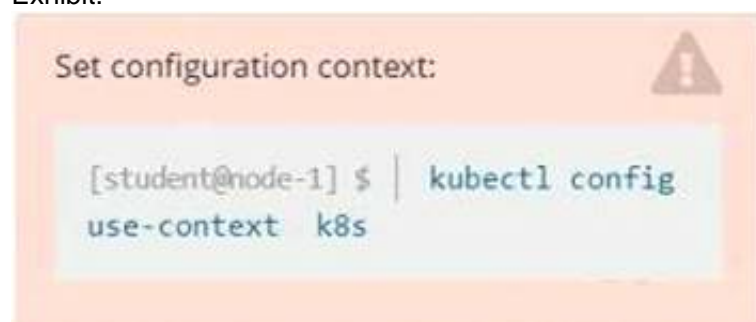 Exhibit:
Set configuration context:
[student@node-1] $ | kubectl config
use-context k8s